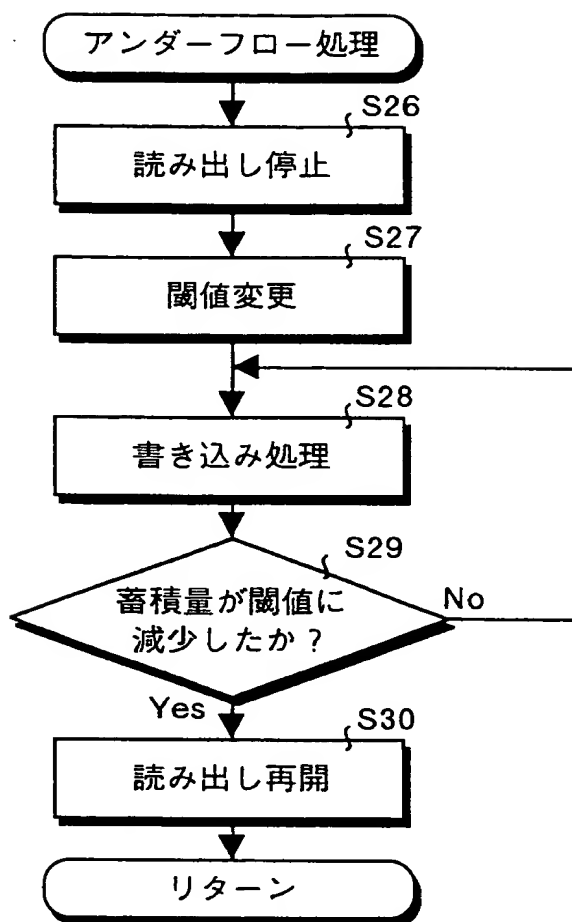 アンダーフロー処理
S26
読み出し停止
S27
閾値変更
S28
書き込み処理
S29
蓄積量が閾値に
減少したか？
No
Yes
S30
読み出し再開
リターン